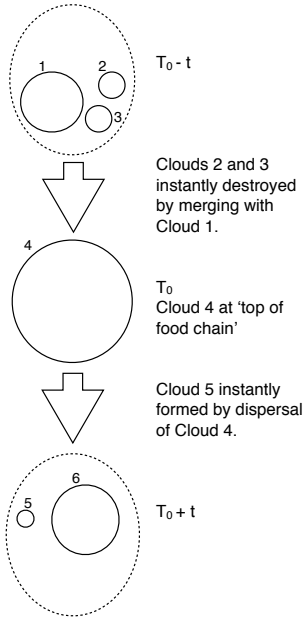 T₀ - t
1
2
3
Clouds 2 and 3
instantly destroyed
by merging with
Cloud 1.
4
T₀
Cloud 4 at ‘top of
food chain’
Cloud 5 instantly
formed by dispersal
of Cloud 4.
6
5
T₀ + t